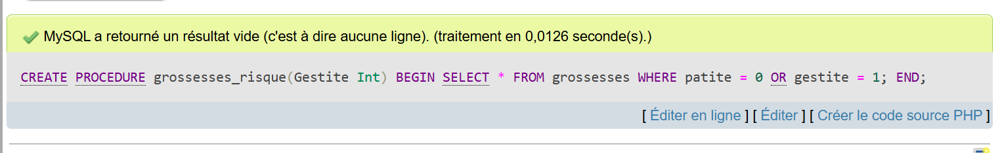 MySQL a retourné un résultat vide (c'est à dire aucune ligne). (traitement en 0,0126 seconde(s).)
CREATE PROCEDURE grossesses_risque(Gestite Int) BEGIN SELECT * FROM grossesses WHERE patite = 0 OR gestite = 1; END;
[ Éditer en ligne ] [ Éditer ] [ Créer le code source PHP ]